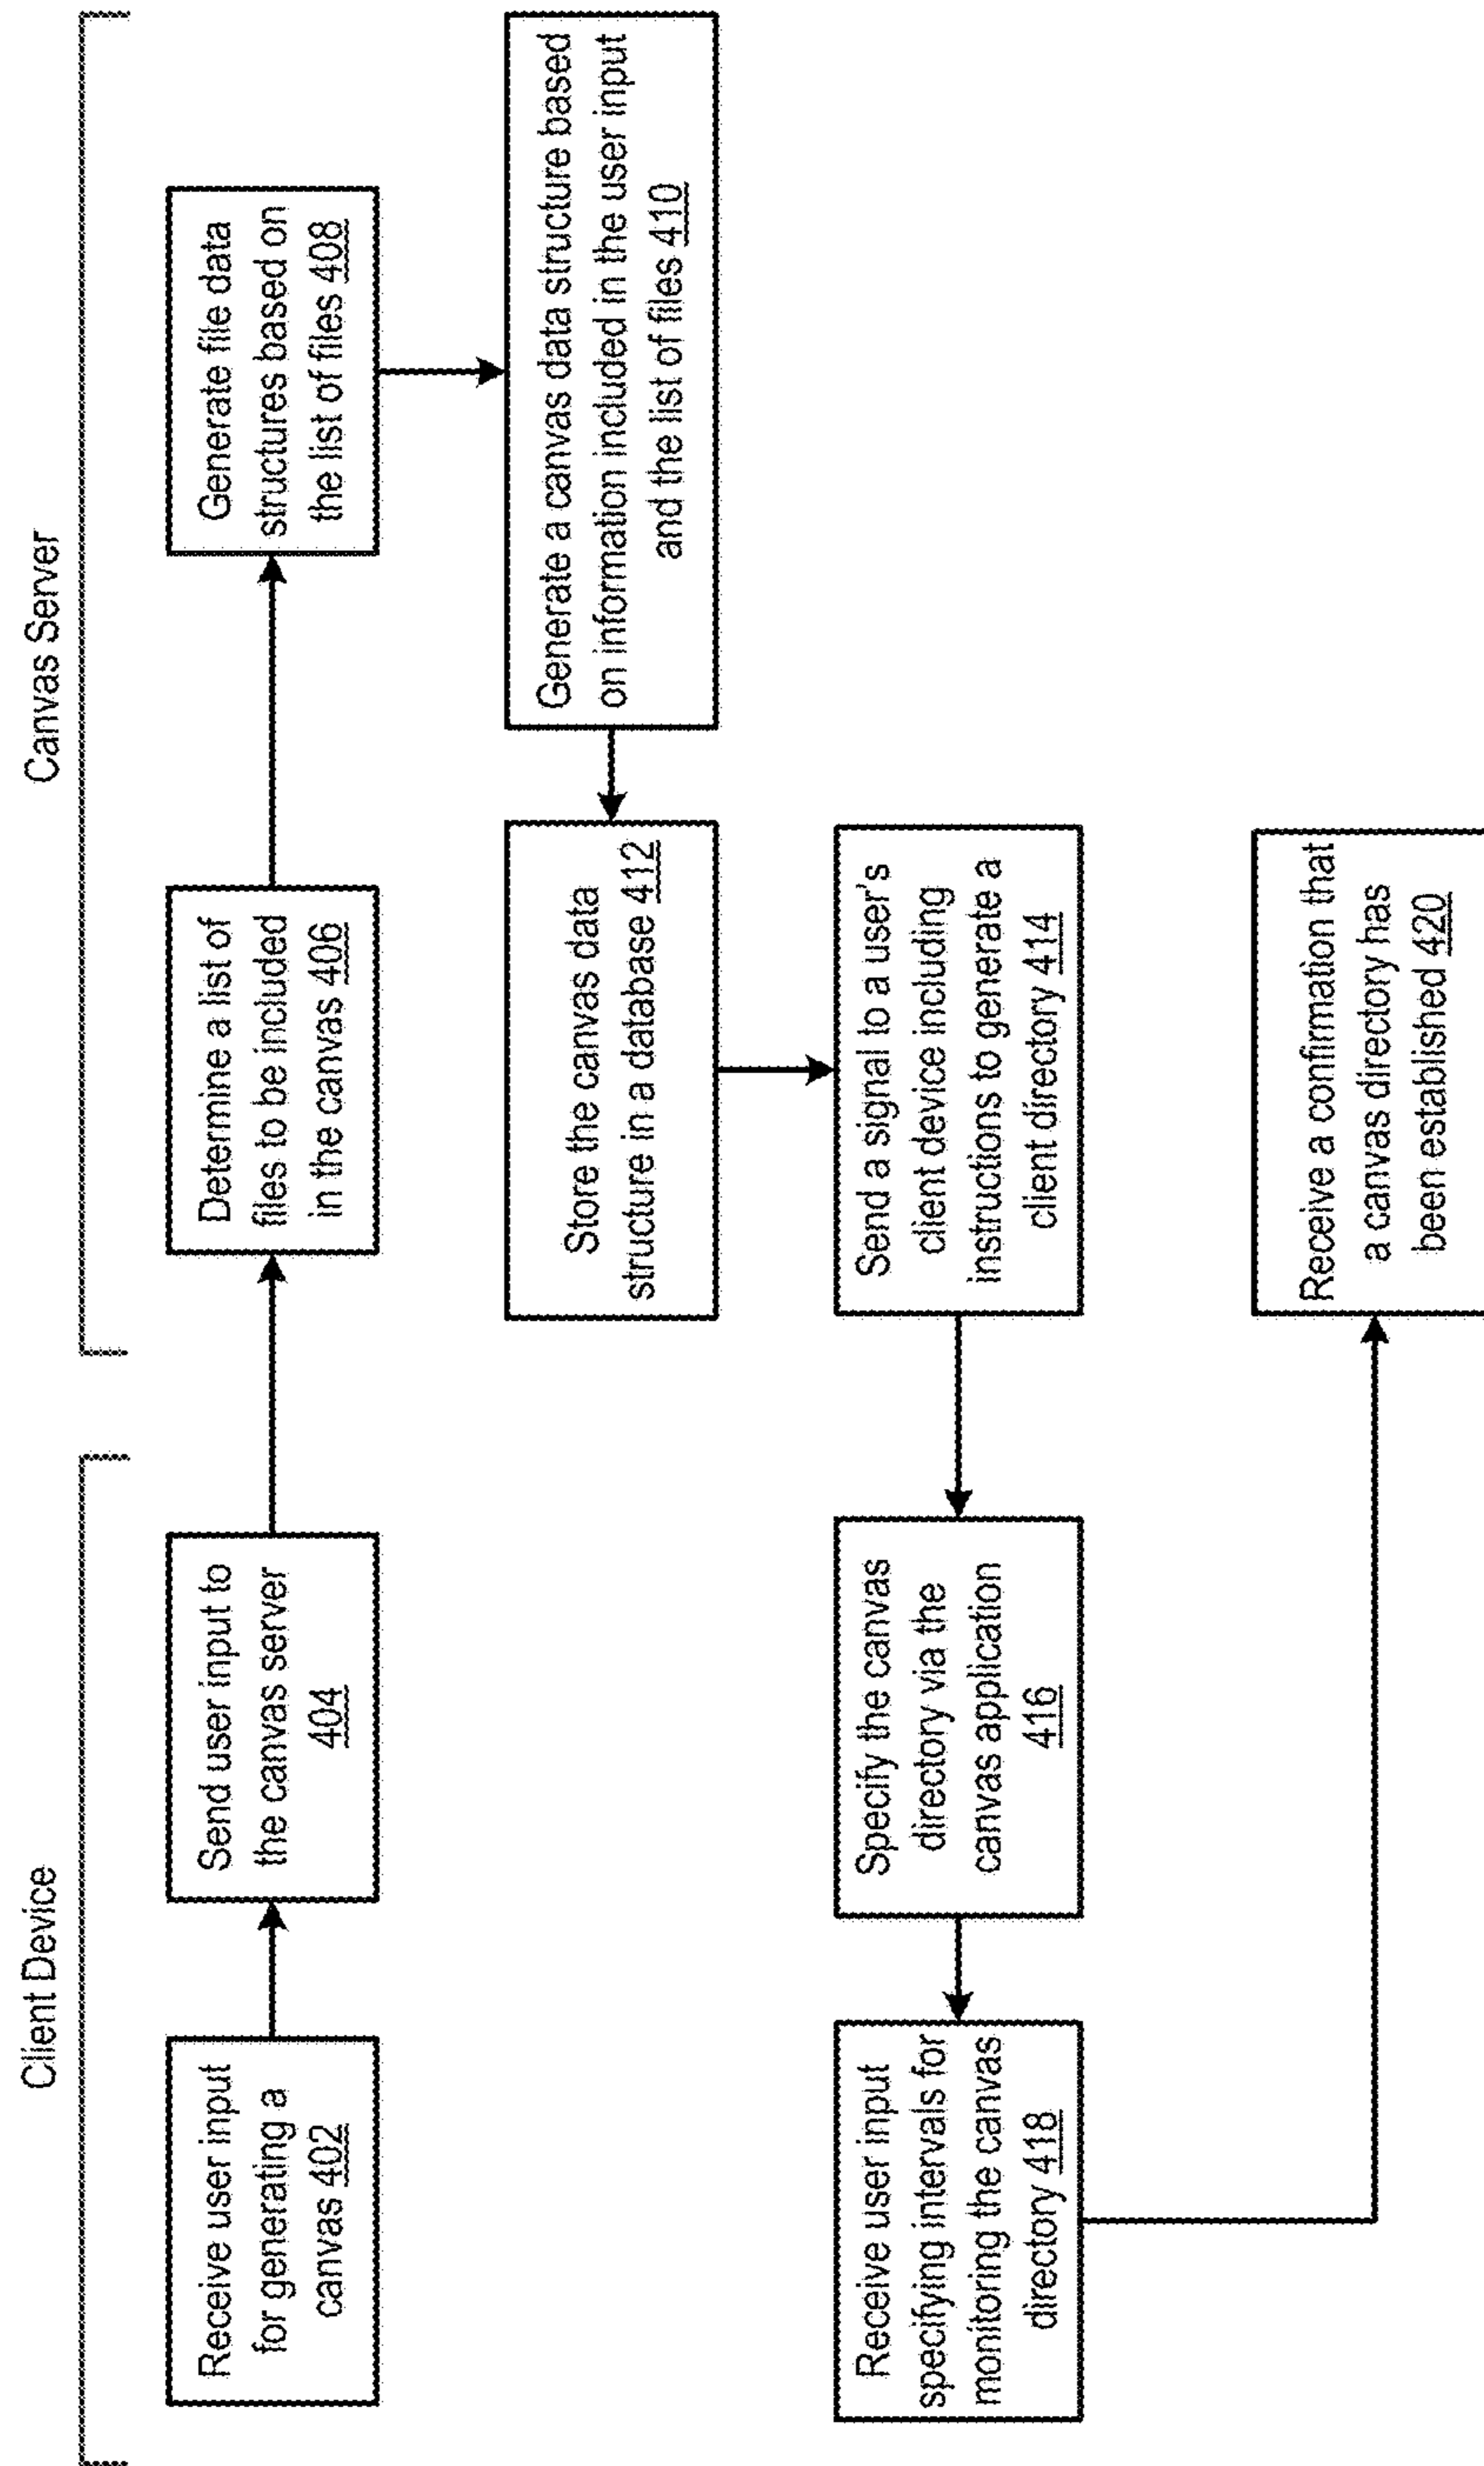 Client Device
Canvas Server
Receive user input
for generating a
canvas 402
Send user input to
the canvas server
404
Determine a list of
files to be included
in the canvas 406
Generate file data
structures based on
the list of files 408
Generate a canvas data structure based
on information included in the user input
and the list of files 410
Store the canvas data
structure in a database 412
Send a signal to a user's
client device including
instructions to generate a
client directory 414
Specify the canvas
directory via the
canvas application
416
Receive user input
specifying intervals for
monitoring the canvas
directory 418
Receive a confirmation that
a canvas directory has
been established 420